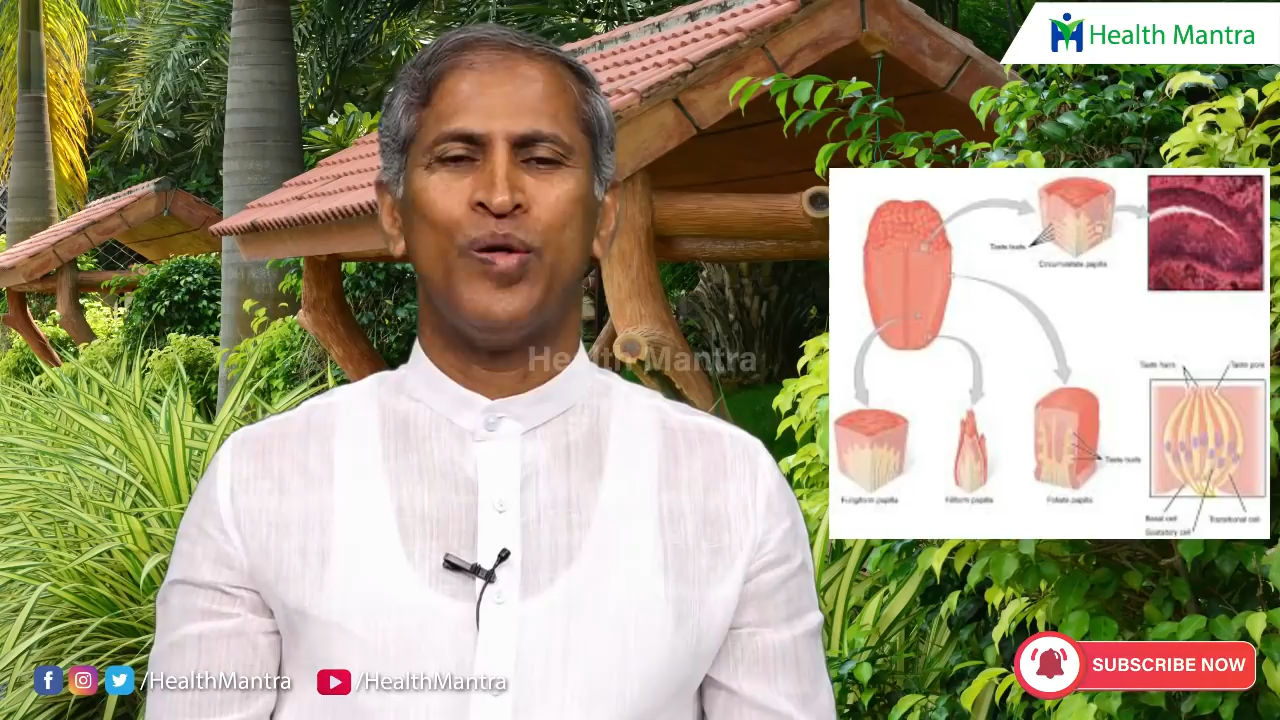 Health Mantra
Taste buds
Circumvallate papilla
Health Mantra
Taste hairs
Taste pore
Taste buds
Fungiform papilla
Filiform papilla
Foliate papilla
Basal cell
Transitional cell
Gustatory cell
/HealthMantra
/HealthMantra
SUBSCRIBE NOW